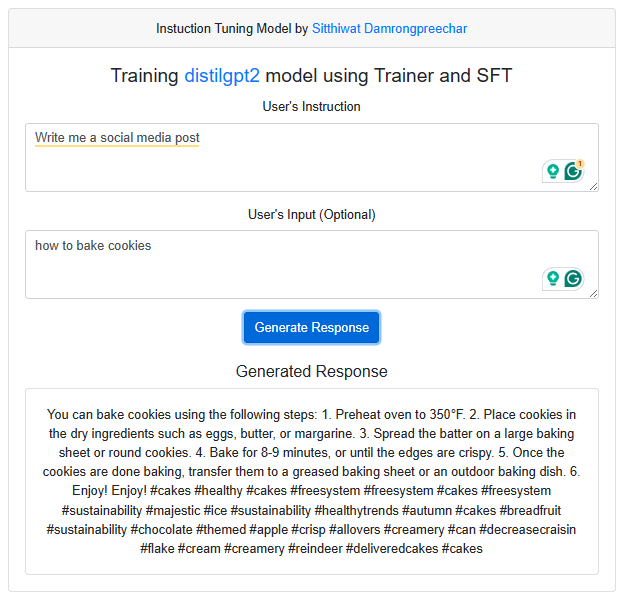 Instuction Tuning Model by Sitthiwat Damrongpreechar
Training distilgpt2 model using Trainer and SFT
User's Instruction
Write me a social media post
1
User's Input (Optional)
how to bake cookies
Generate Response
Generated Response
You can bake cookies using the following steps: 1. Preheat oven to 350°F. 2. Place cookies in
the dry ingredients such as eggs, butter, or margarine. 3. Spread the batter on a large baking
sheet or round cookies. 4. Bake for 8-9 minutes, or until the edges are crispy. 5. Once the
cookies are done baking, transfer them to a greased baking sheet or an outdoor baking dish. 6.
Enjoy! Enjoy! #cakes #healthy #cakes #freesystem #freesystem #cakes #freesystem
#sustainability #majestic #ice #sustainability #healthytrends #autumn #cakes #breadfruit
#sustainability #chocolate #themed #apple #crisp #allovers #creamery #can #decreasecraisin
#flake #cream #creamery #reindeer #deliveredcakes #cakes